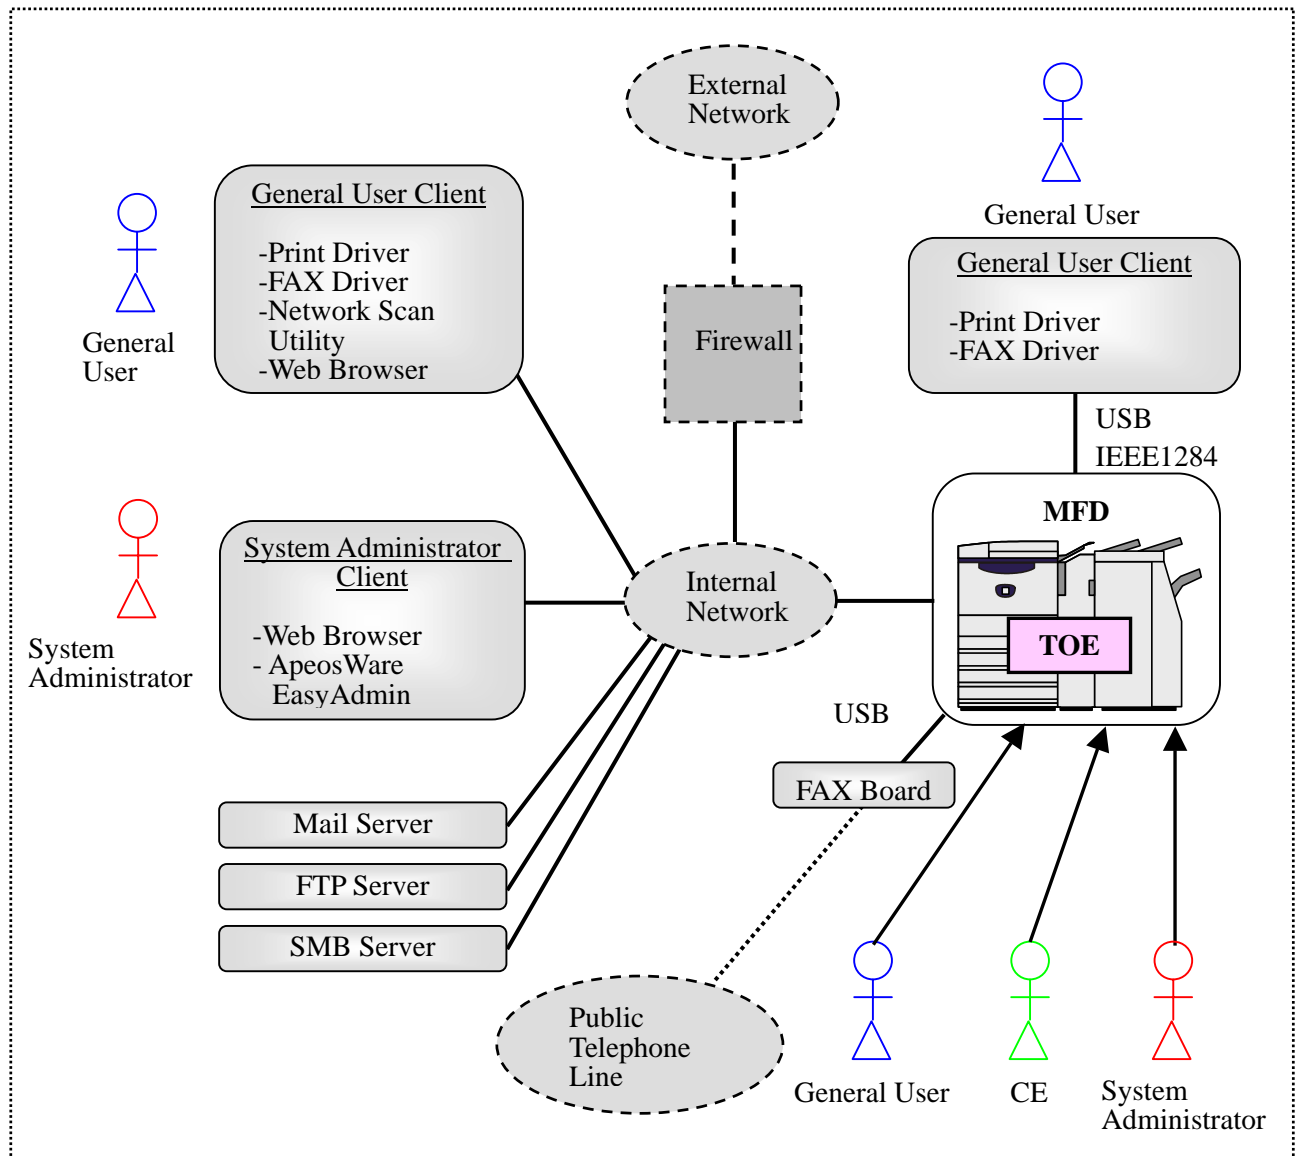 External
Network
General User
General User Client
-Print Driver
-FAX Driver
-Network Scan
Utility
-Web Browser
General
User
Firewall
General User Client
-Print Driver
-FAX Driver
USB
IEEE1284
MFD
TOE
System Administrator
Client
-Web Browser
- ApeosWare
EasyAdmin
System
Administrator
Internal
Network
USB
FAX Board
Mail Server
FTP Server
SMB Server
Public
Telephone
Line
General User
CE
System
Administrator